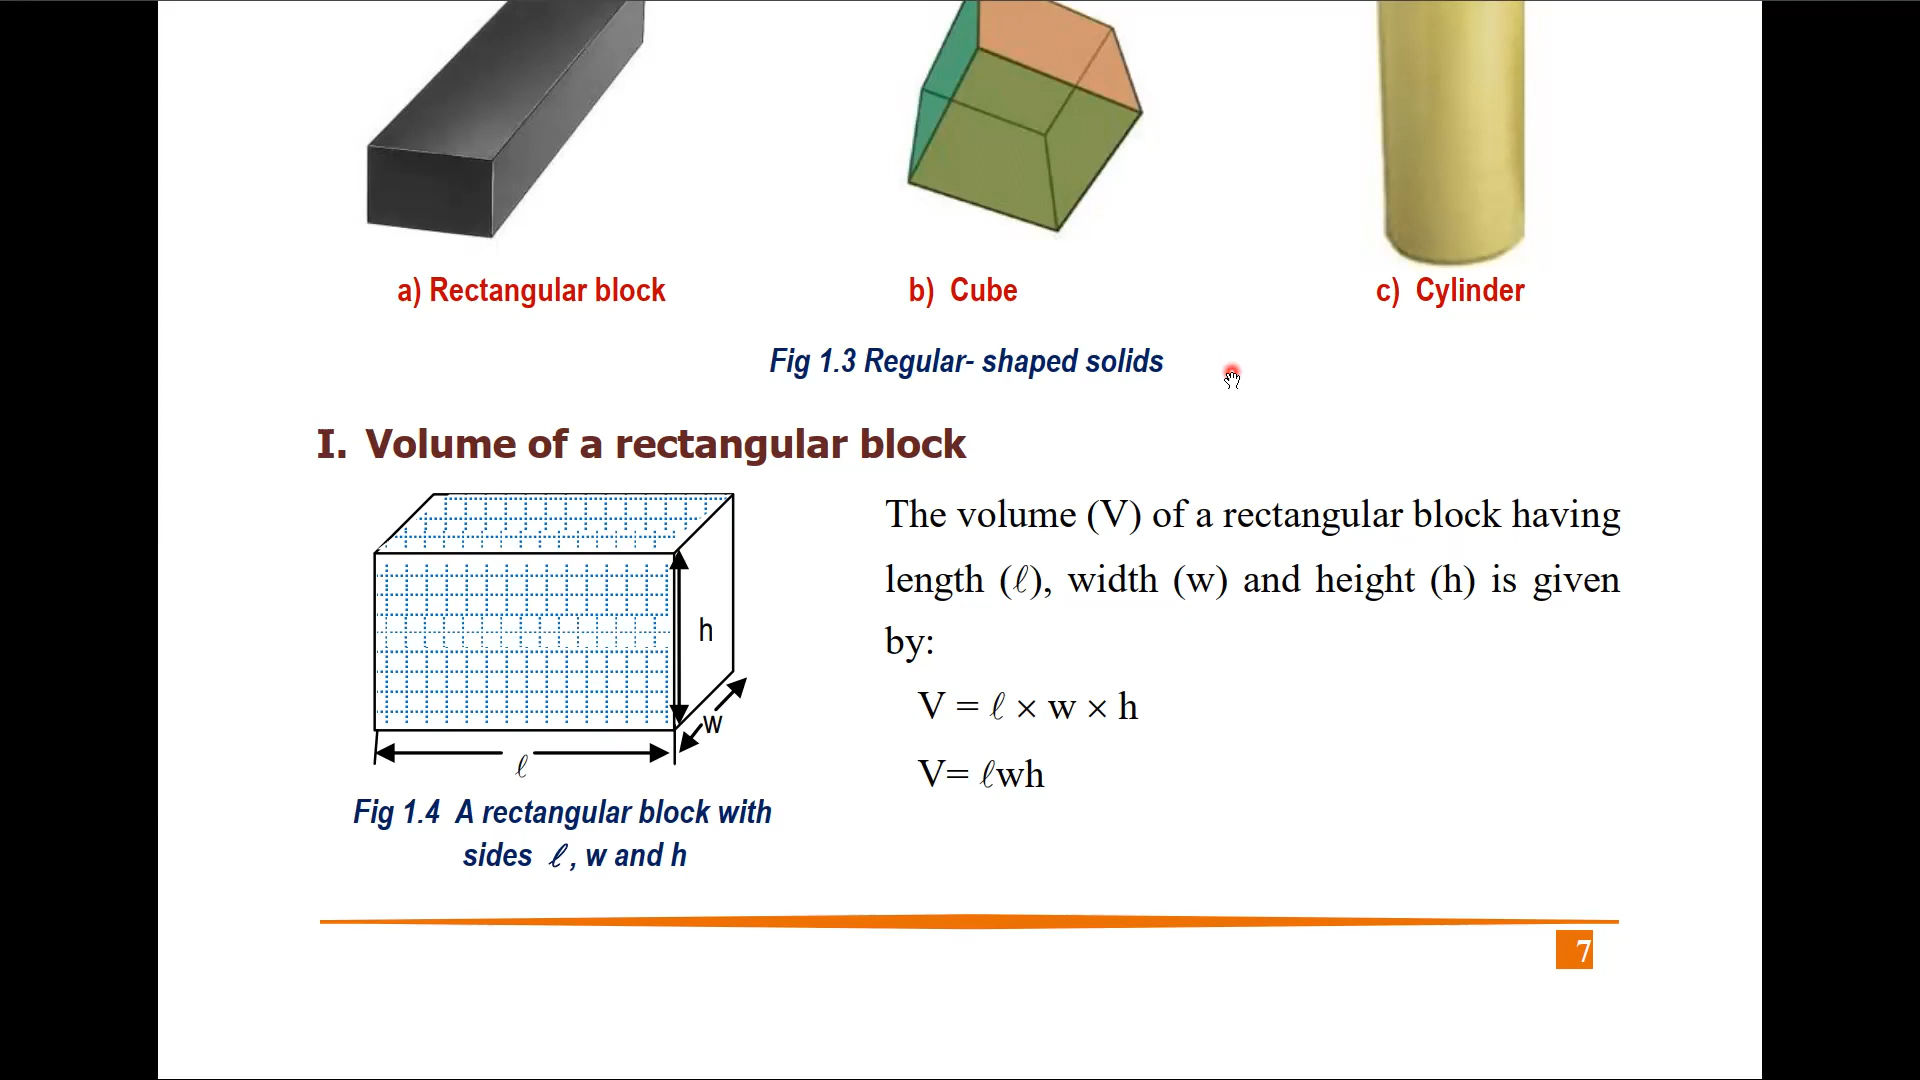 a) Rectangular block
b) Cube
c) Cylinder
Fig 1.3 Regular- shaped solids
I. Volume of a rectangular block
The volume (V) of a rectangular block having
length (ℓ), width (w) and height (h) is given
by:
V = ℓ × w × h
V= ℓwh
h
w
ℓ
Fig 1.4 A rectangular block with
sides ℓ, w and h
7